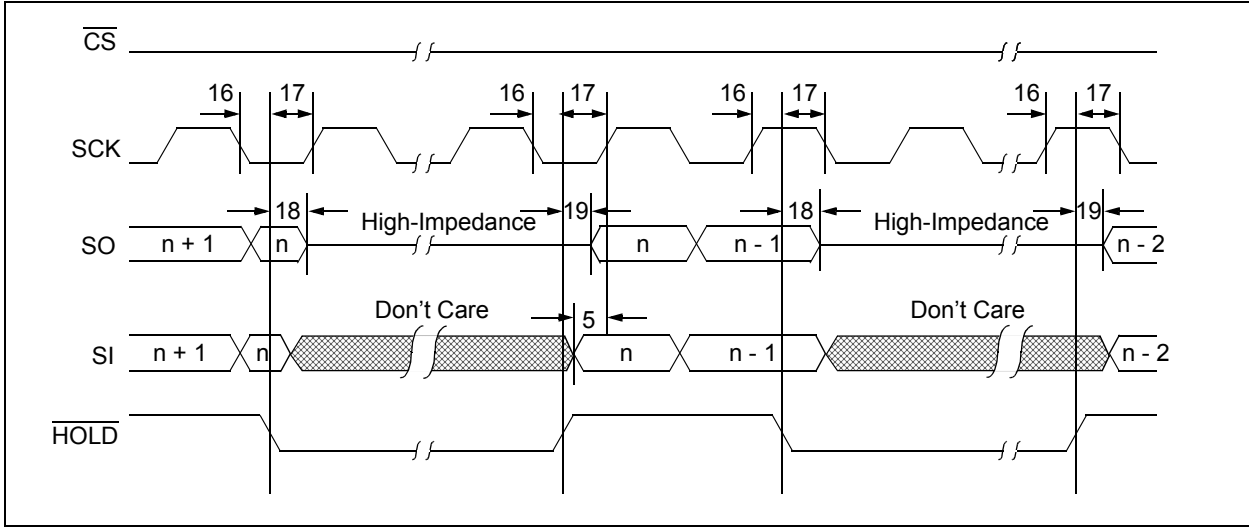 CS
16 17 16 17 16 17 16 17
SCK
18 High-Impedance 19 18 High-Impedance 19
SO n + 1 n n n - 1 n - 2
Don't Care 5 Don't Care
SI n + 1 n n n - 1 n - 2
HOLD